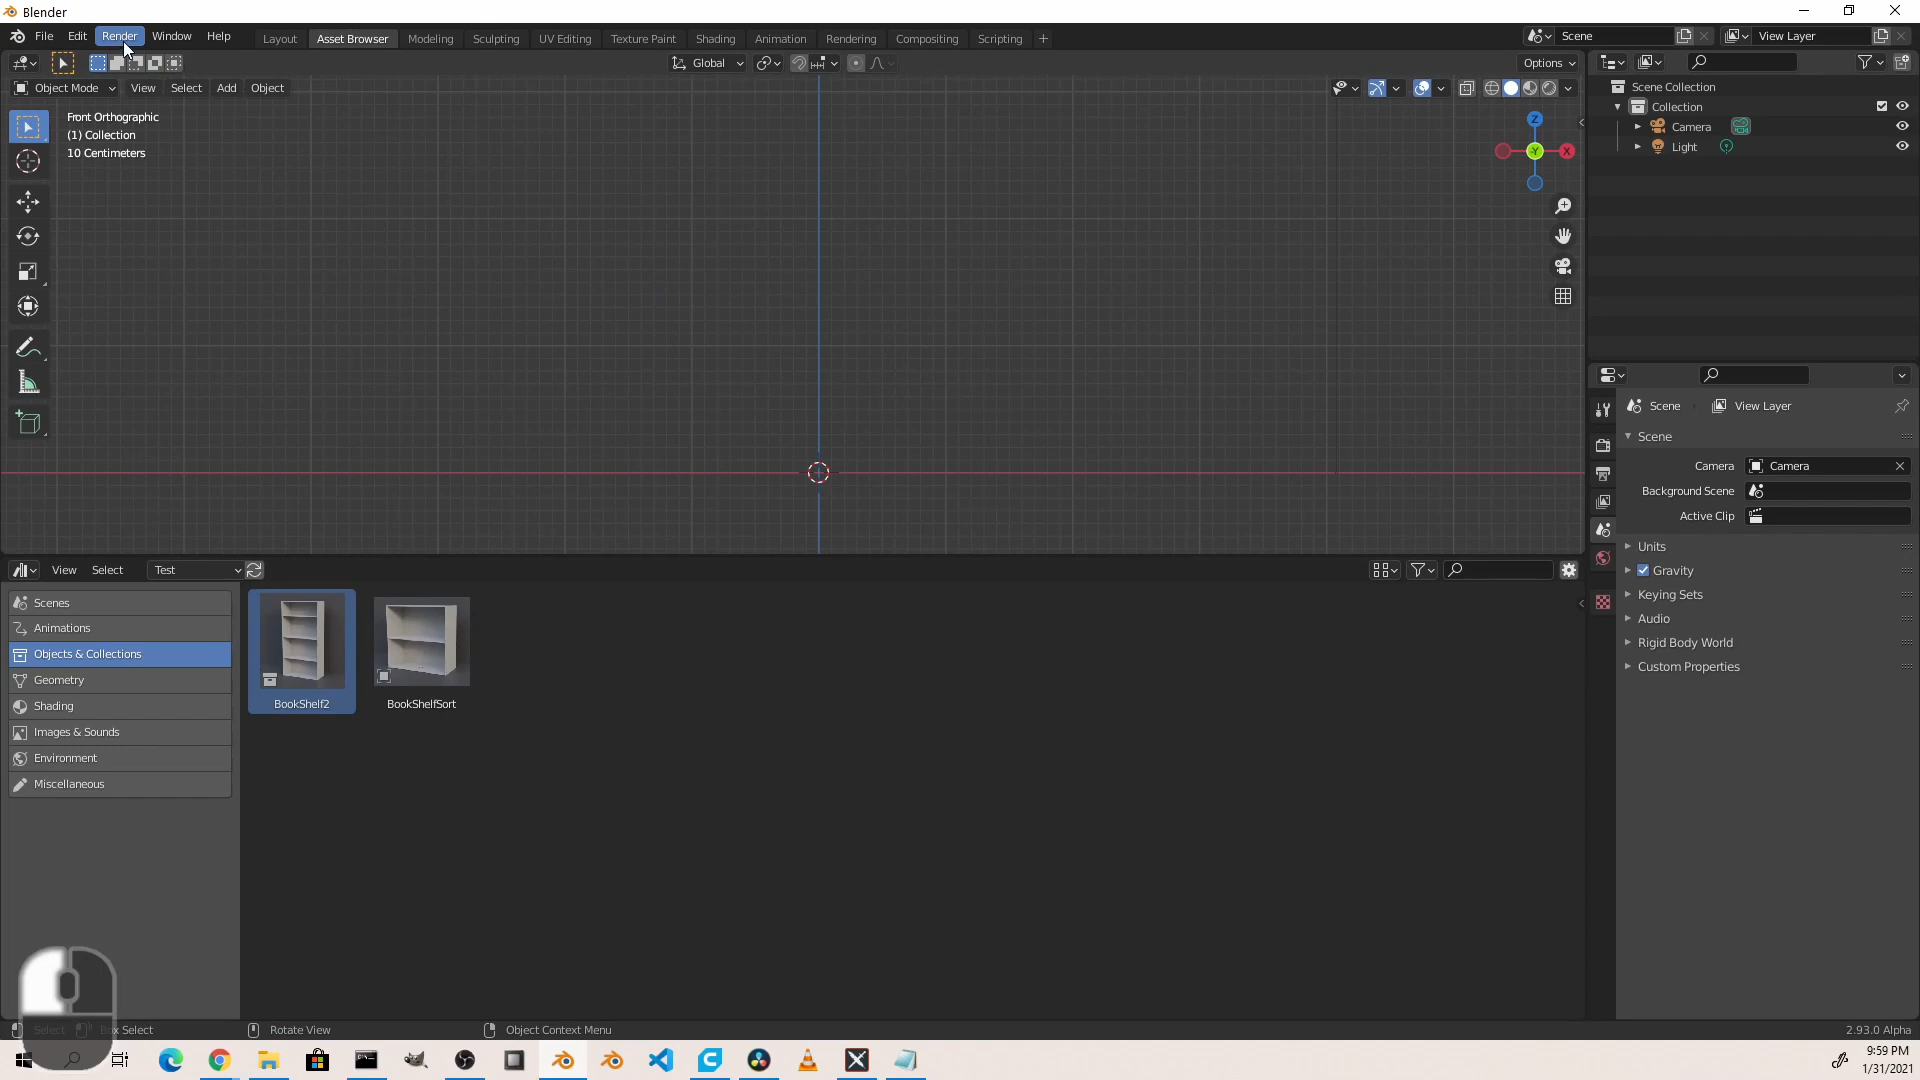 Blender
File Edit Render Window Help
Layout Asset Browser Modeling Sculpting UV Editing Texture Paint Shading Animation Rendering Compositing Scripting +
Scene
View Layer
Global
Options
Object Mode View Select Add Object
Front Orthographic
(1) Collection
10 Centimeters
Z
Y
X
Scene Collection
Collection
Camera
Light
Scene View Layer
Scene
Camera Camera
Background Scene
Active Clip
Units
Gravity
Keying Sets
Audio
Rigid Body World
Custom Properties
View Select Test
Scenes
Animations
Objects & Collections
Geometry
Shading
Images & Sounds
Environment
Miscellaneous
BookShelf2
BookShelfSort
Select Box Select Rotate View Object Context Menu 2.93.0 Alpha
9:59 PM
1/31/2021